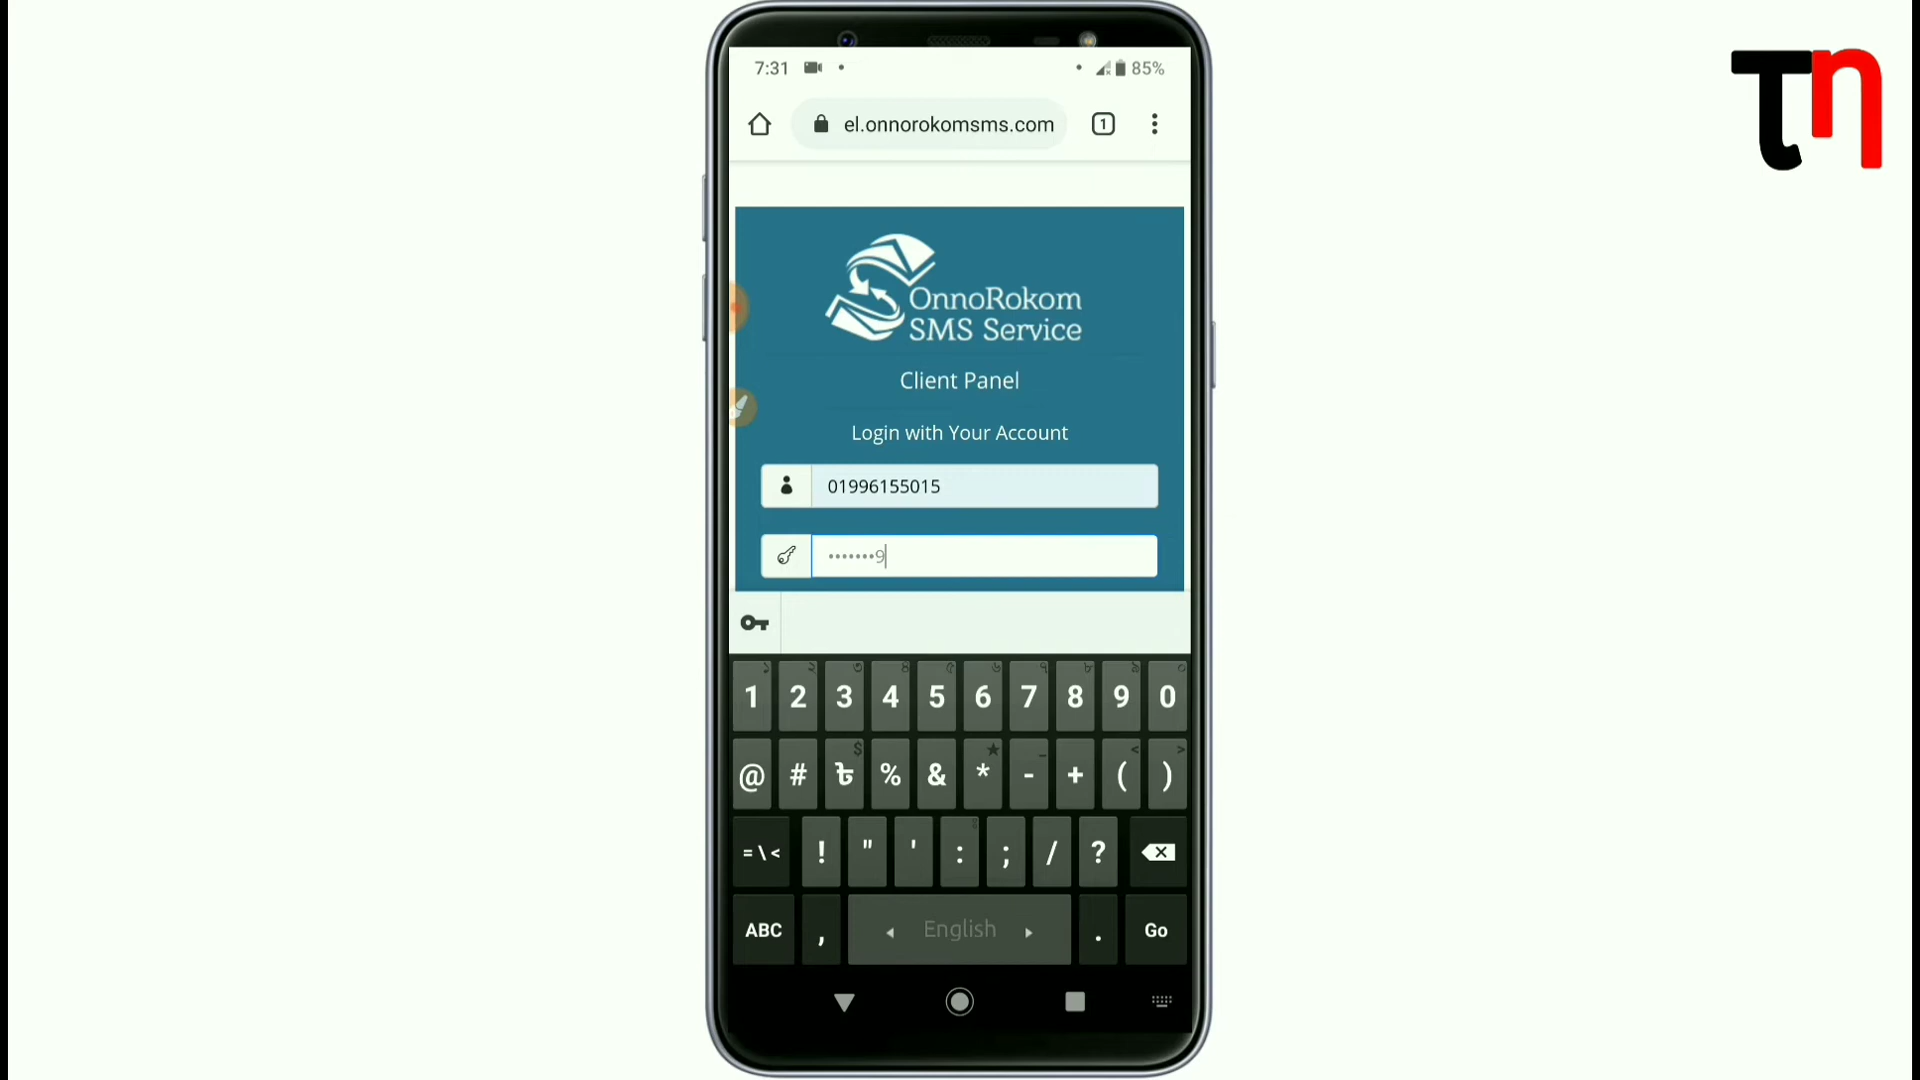 7:31
85%
el.onnorokomsms.com
1
OnnoRokom
SMS Service
Client Panel
Login with Your Account
01996155015
•••••••9
1 2 3 4 5 6 7 8 9 0
@ # ৳ % & * - + ( )
= \ < ! " ' : ; / ?
ABC , English . Go
Tn